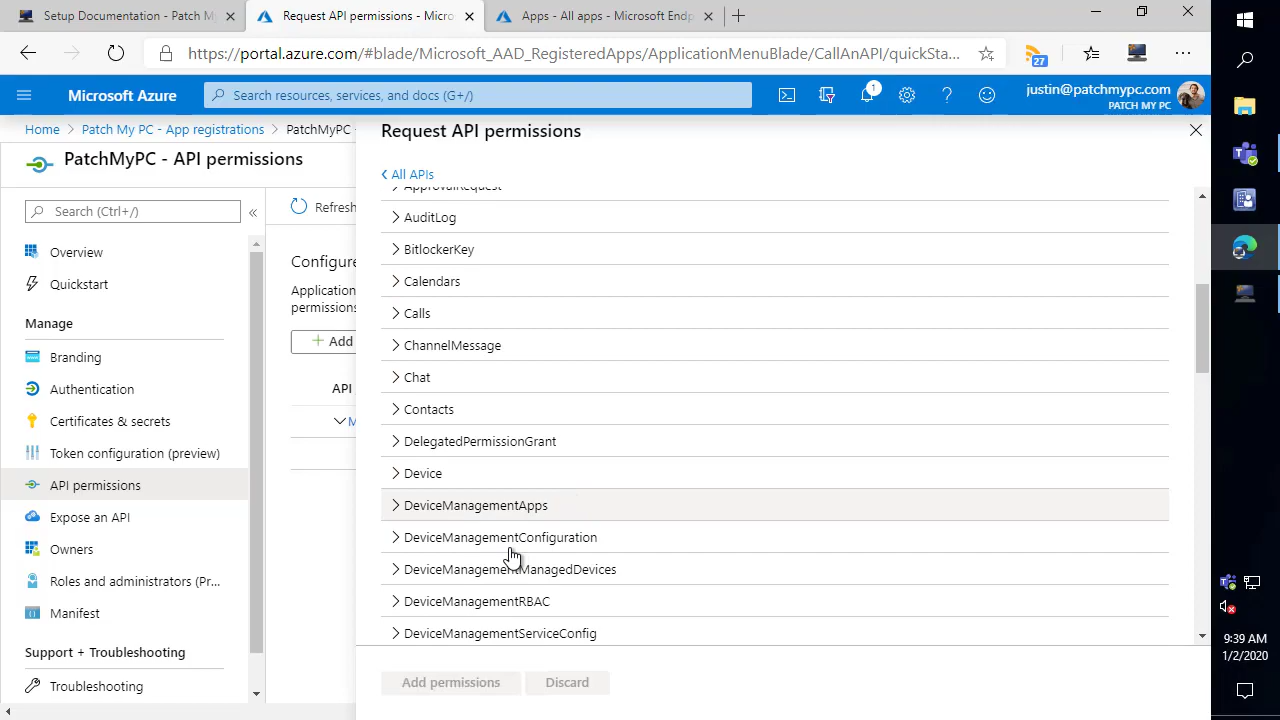 Setup Documentation - Patch My
Request API permissions - Micro
Apps - All apps - Microsoft Endp
https://portal.azure.com/#blade/Microsoft_AAD_RegisteredApps/ApplicationMenuBlade/CallAnAPI/quickSta...
27
Microsoft Azure
Search resources, services, and docs (G+/)
1
justin@patchmypc.com
PATCH MY PC
Home > Patch My PC - App registrations > PatchMyPC -
PatchMyPC - API permissions
Search (Ctrl+/)
«
Overview
Quickstart
Manage
Branding
Authentication
Certificates & secrets
Token configuration (preview)
API permissions
Expose an API
Owners
Roles and administrators (Pr...
Manifest
Support + Troubleshooting
Troubleshooting
Refresh
Configure
Application
permissions
+ Add
API
M
Request API permissions
All APIs
ApprovalRequest
AuditLog
BitlockerKey
Calendars
Calls
ChannelMessage
Chat
Contacts
DelegatedPermissionGrant
Device
DeviceManagementApps
DeviceManagementConfiguration
DeviceManagementManagedDevices
DeviceManagementRBAC
DeviceManagementServiceConfig
Add permissions
Discard
9:39 AM
1/2/2020